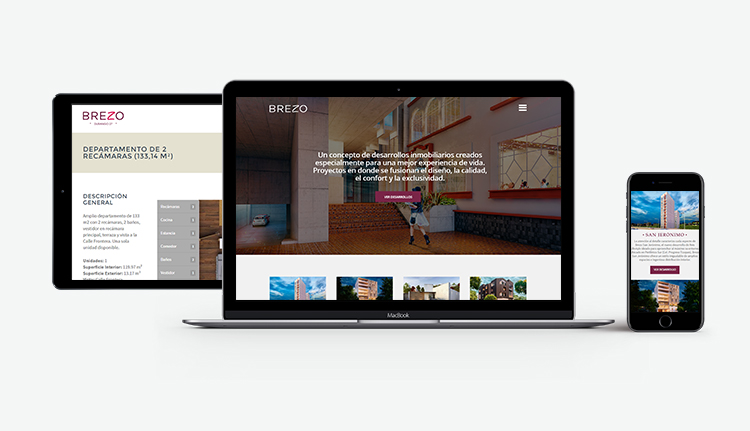 BREZO
DEPARTAMENTO DE 2
RECÁMARAS (133,14 M²)
DESCRIPCIÓN
GENERAL
Amplio departamento de 133
m2 con 2 recámaras, 2 baños,
vestidor en recámara
principal, terraza y vista a la
Calle Frontera. Una sola
unidad disponible.
Unidades: 1
Superficie Interior: 119.97 m²
Superficie Exterior: 13.17 m²
Recámaras
Cocina
Estancia
Comedor
Baños
Vestidor
BREZO
Un concepto de desarrollos inmobiliarios creados
especialmente para una mejor experiencia de vida.
Proyectos en donde se fusionan el diseño, la calidad,
el confort y la exclusividad.
VER DESARROLLOS
MacBook
SAN JERÓNIMO
VER DESARROLLO